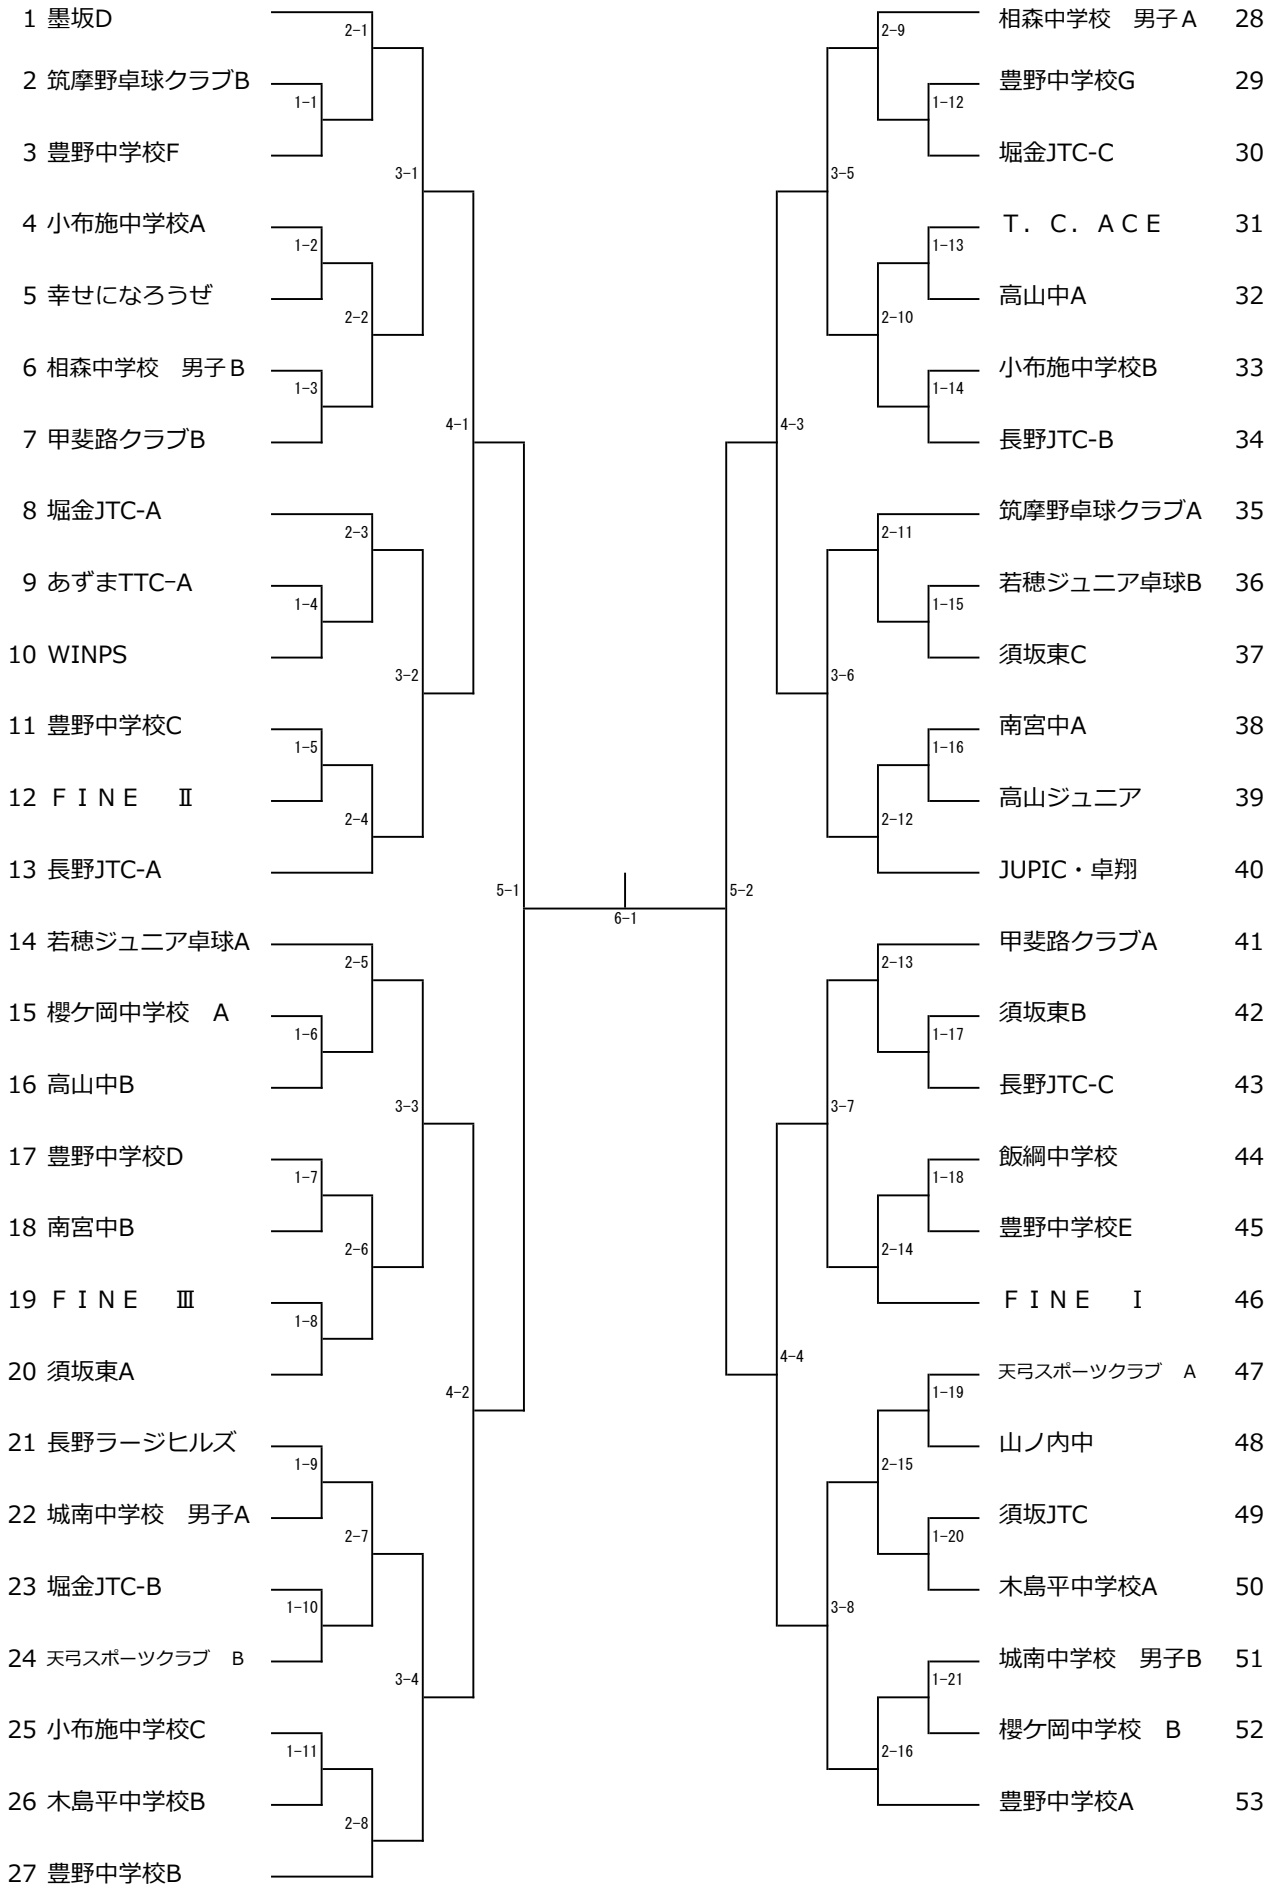 1 墨坂D
2 筑摩野卓球クラブB
3 豊野中学校F
4 小布施中学校A
5 幸せになろうぜ
6 相森中学校　男子B
7 甲斐路クラブB
8 堀金JTC-A
9 あずまTTC-A
10 WINPS
11 豊野中学校C
12 ＦＩＮＥ　Ⅱ
13 長野JTC-A
14 若穂ジュニア卓球A
15 櫻ケ岡中学校　A
16 高山中B
17 豊野中学校D
18 南宮中B
19 ＦＩＮＥ　Ⅲ
20 須坂東A
21 長野ラージヒルズ
22 城南中学校　男子A
23 堀金JTC-B
24 天弓スポーツクラブ　B
25 小布施中学校C
26 木島平中学校B
27 豊野中学校B
1-1
1-2
1-3
1-4
1-5
1-6
1-7
1-8
1-9
1-10
1-11
2-1
2-2
2-3
2-4
2-5
2-6
2-7
2-8
3-1
3-2
3-3
3-4
4-1
4-2
5-1
6-1
5-2
4-3
4-4
3-5
3-6
3-7
3-8
2-9
2-10
2-11
2-12
2-13
2-14
2-15
2-16
1-12
1-13
1-14
1-15
1-16
1-17
1-18
1-19
1-20
1-21
相森中学校　男子A 28
豊野中学校G 29
堀金JTC-C 30
Ｔ．Ｃ．ＡＣＥ 31
高山中A 32
小布施中学校B 33
長野JTC-B 34
筑摩野卓球クラブA 35
若穂ジュニア卓球B 36
須坂東C 37
南宮中A 38
高山ジュニア 39
JUPIC・卓翔 40
甲斐路クラブA 41
須坂東B 42
長野JTC-C 43
飯綱中学校 44
豊野中学校E 45
ＦＩＮＥ　Ⅰ 46
天弓スポーツクラブ　A 47
山ノ内中 48
須坂JTC 49
木島平中学校A 50
城南中学校　男子B 51
櫻ケ岡中学校　B 52
豊野中学校A 53